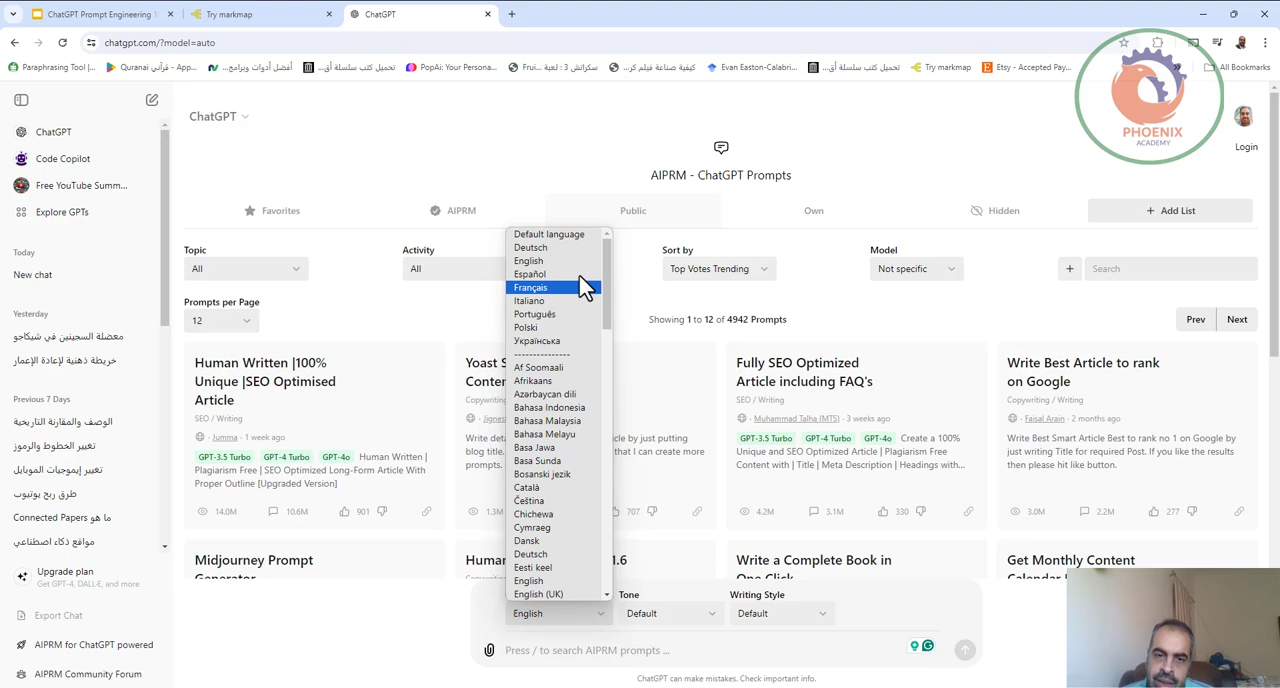 ChatGPT Prompt Engineering
Try markmap
ChatGPT
chatgpt.com/?model=auto
Paraphrasing Tool |...
Quranai - قرآني - App...
أفضل أدوات وبرامج...
تحميل كتب سلسلة أق...
PopAi: Your Persona...
سكراتش 3 : لعبة Frui...
كيفية صناعة فيلم كر...
Evan Easton-Calabri...
تحميل كتب سلسلة أق...
Try markmap
Etsy - Accepted Pay...
All Bookmarks
PHOENIX
ACADEMY
ChatGPT
Code Copilot
Free YouTube Summ...
Explore GPTs
Today
New chat
Yesterday
معضلة السجينين في شيكاجو
خريطة ذهنية لإعادة الإعمار
Previous 7 Days
الوصف والمقارنة التاريخية
تغيير الخطوط والرموز
تغيير إيموجيات الموبايل
طرق ربح يوتيوب
ما هو Connected Papers
مواقع ذكاء اصطناعي
Upgrade plan
Get GPT-4, DALL·E, and more
Export Chat
AIPRM for ChatGPT powered
AIPRM Community Forum
ChatGPT
Login
AIPRM - ChatGPT Prompts
Favorites
AIPRM
Public
Own
Hidden
+ Add List
Topic
All
Activity
All
Sort by
Top Votes Trending
Model
Not specific
+
Search
Prompts per Page
12
Showing 1 to 12 of 4942 Prompts
Prev
Next
Human Written |100%
Unique |SEO Optimised
Article
SEO / Writing
Jumma · 1 week ago
GPT-3.5 Turbo GPT-4 Turbo GPT-4o Human Written |
Plagiarism Free | SEO Optimized Long-Form Article With
Proper Outline [Upgraded Version]
14.0M
10.6M
901
Yoast S
Conten
Copywriting
Jignes
Write deta
blog title.
prompts.
icle by just putting
that I can create more
1.3M
707
Fully SEO Optimized
Article including FAQ's
SEO / Writing
Muhammad Talha (MTS) · 3 weeks ago
GPT-3.5 Turbo GPT-4 Turbo GPT-4o Create a 100%
Unique and SEO Optimized Article | Plagiarism Free
Content with | Title | Meta Description | Headings with...
4.2M
3.1M
330
Write Best Article to rank
on Google
Copywriting / Writing
Faisal Arain · 2 months ago
Write Best Smart Article Best to rank no 1 on Google by
just writing Title for required Post. If you like the results
then please hit like button.
3.0M
2.2M
277
Midjourney Prompt
Generator
Human
1.6
Write a Complete Book in
One Click
Get Monthly Content
Calendar
Default language
Deutsch
English
Español
Français
Italiano
Português
Polski
Українська
---------------
Af Soomaali
Afrikaans
Azərbaycan dili
Bahasa Indonesia
Bahasa Malaysia
Bahasa Melayu
Basa Jawa
Basa Sunda
Bosanski jezik
Català
Čeština
Chichewa
Cymraeg
Dansk
Deutsch
Eesti keel
English
English (UK)
English
Tone
Default
Writing Style
Default
Press / to search AIPRM prompts ...
ChatGPT can make mistakes. Check important info.